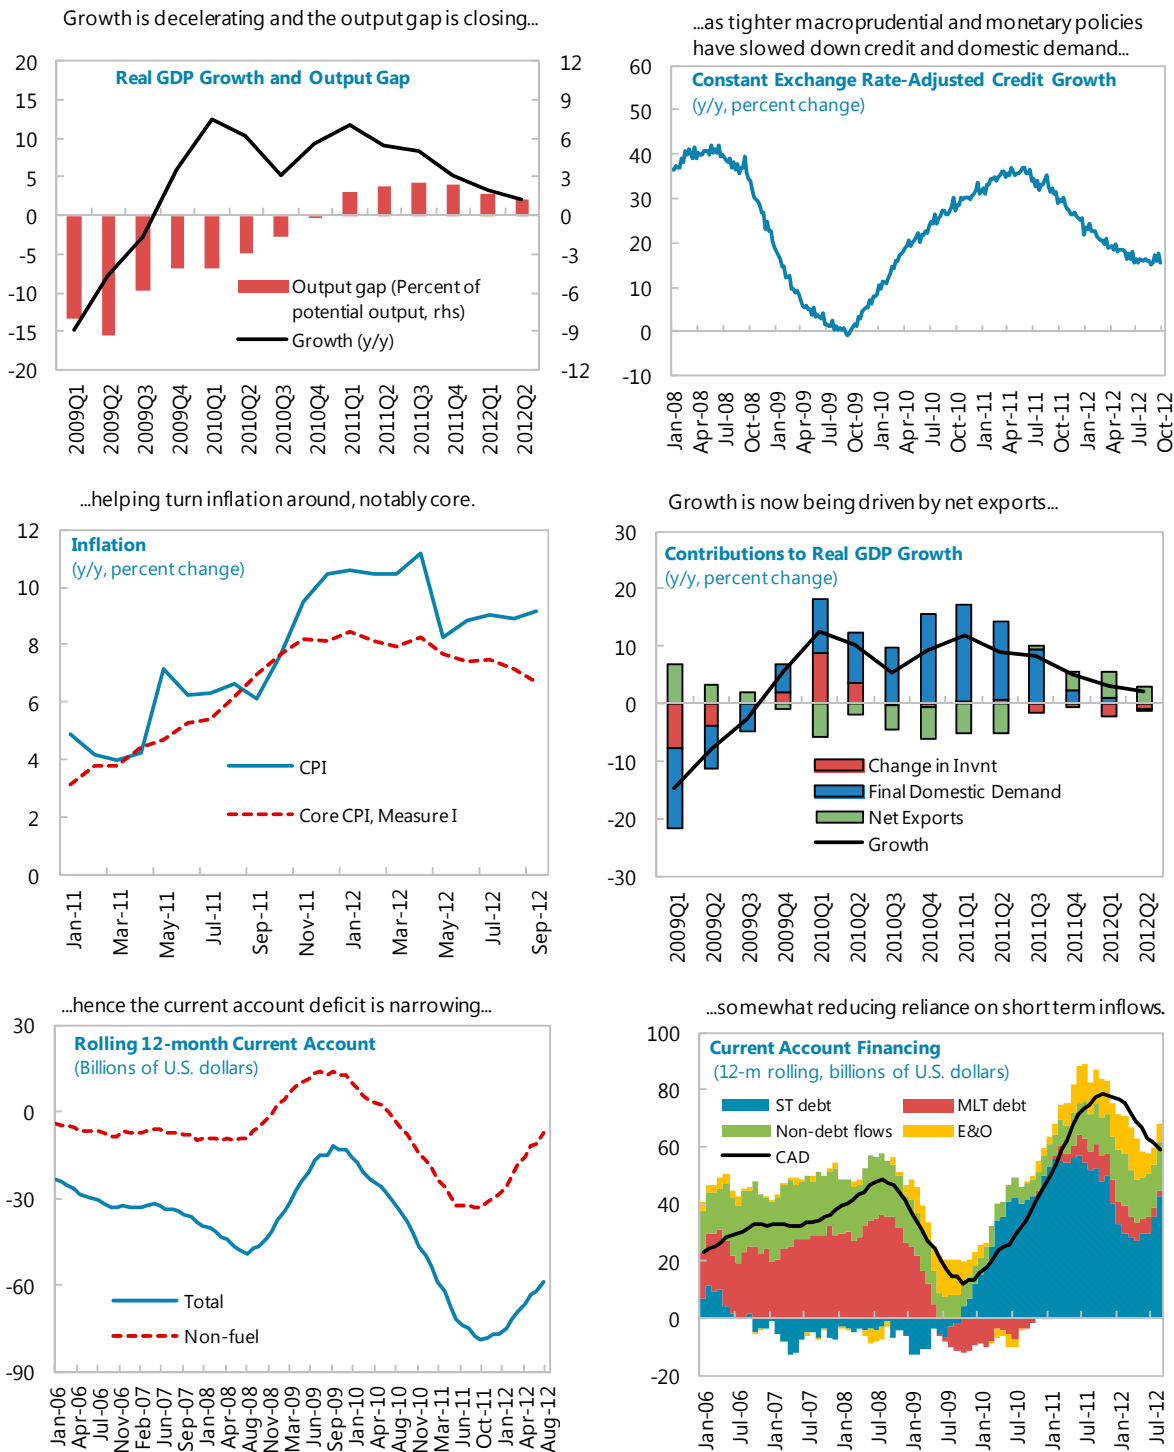 Growth is decelerating and the output gap is closing...
Real GDP Growth and Output Gap
20
15
10
5
0
-5
-10
-15
-20
12
9
6
3
0
-3
-6
-9
-12
Output gap (Percent of
potential output, rhs)
Growth (y/y)
2009Q1
2009Q2
2009Q3
2009Q4
2010Q1
2010Q2
2010Q3
2010Q4
2011Q1
2011Q2
2011Q3
2011Q4
2012Q1
2012Q2
...as tighter macroprudential and monetary policies
have slowed down credit and domestic demand...
Constant Exchange Rate-Adjusted Credit Growth
(y/y, percent change)
60
50
40
30
20
10
0
-10
Jan-08
Apr-08
Jul-08
Oct-08
Jan-09
Apr-09
Jul-09
Oct-09
Jan-10
Apr-10
Jul-10
Oct-10
Jan-11
Apr-11
Jul-11
Oct-11
Jan-12
Apr-12
Jul-12
Oct-12
...helping turn inflation around, notably core.
Inflation
(y/y, percent change)
12
10
8
6
4
2
0
CPI
Core CPI, Measure I
Jan-11
Mar-11
May-11
Jul-11
Sep-11
Nov-11
Jan-12
Mar-12
May-12
Jul-12
Sep-12
Growth is now being driven by net exports...
Contributions to Real GDP Growth
(y/y, percent change)
30
20
10
0
-10
-20
-30
Change in Invnt
Final Domestic Demand
Net Exports
Growth
2009Q1
2009Q2
2009Q3
2009Q4
2010Q1
2010Q2
2010Q3
2010Q4
2011Q1
2011Q2
2011Q3
2011Q4
2012Q1
2012Q2
...hence the current account deficit is narrowing...
Rolling 12-month Current Account
(Billions of U.S. dollars)
30
0
-30
-60
-90
Total
Non-fuel
Jan-06
Apr-06
Jul-06
Nov-06
Feb-07
Jun-07
Sep-07
Jan-08
Apr-08
Aug-08
Nov-08
Mar-09
Jun-09
Sep-09
Jan-10
Apr-10
Aug-10
Nov-10
Mar-11
Jun-11
Oct-11
Jan-12
Apr-12
Aug-12
...somewhat reducing reliance on short term inflows.
Current Account Financing
(12-m rolling, billions of U.S. dollars)
100
80
60
40
20
0
-20
ST debt
MLT debt
Non-debt flows
E&O
CAD
Jan-06
Jul-06
Jan-07
Jul-07
Jan-08
Jul-08
Jan-09
Jul-09
Jan-10
Jul-10
Jan-11
Jul-11
Jan-12
Jul-12